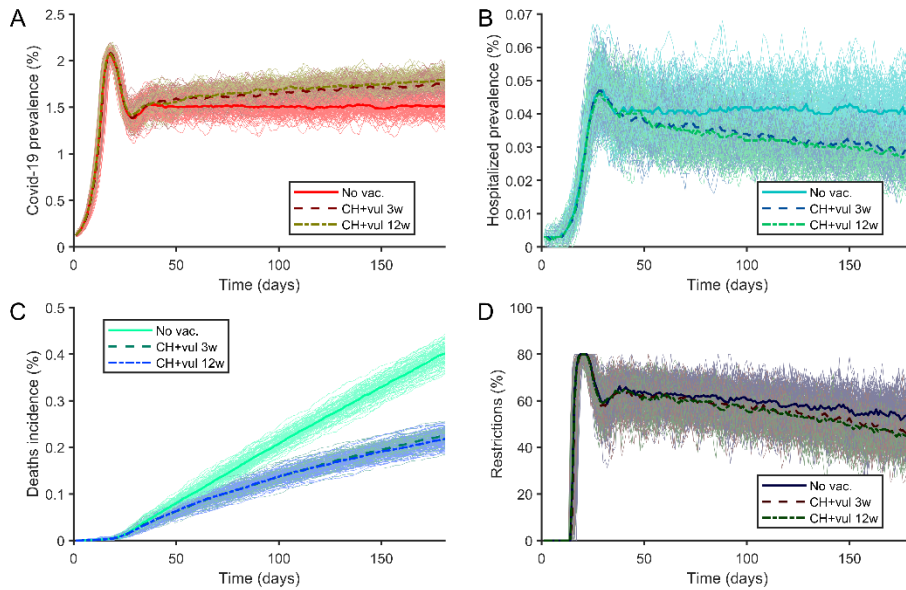 A
2.5
2
1.5
1
0.5
0
0
50
100
150
Covid-19 prevalence (%)
Time (days)
No vac.
CH+vul 3w
CH+vul 12w
B
0.07
0.06
0.05
0.04
0.03
0.02
0.01
0
0
50
100
150
Hospitalized prevalence (%)
Time (days)
No vac.
CH+vul 3w
CH+vul 12w
C
0.5
0.4
0.3
0.2
0.1
0
0
50
100
150
Deaths incidence (%)
Time (days)
No vac.
CH+vul 3w
CH+vul 12w
D
100
80
60
40
20
0
0
50
100
150
Restrictions (%)
Time (days)
No vac.
CH+vul 3w
CH+vul 12w